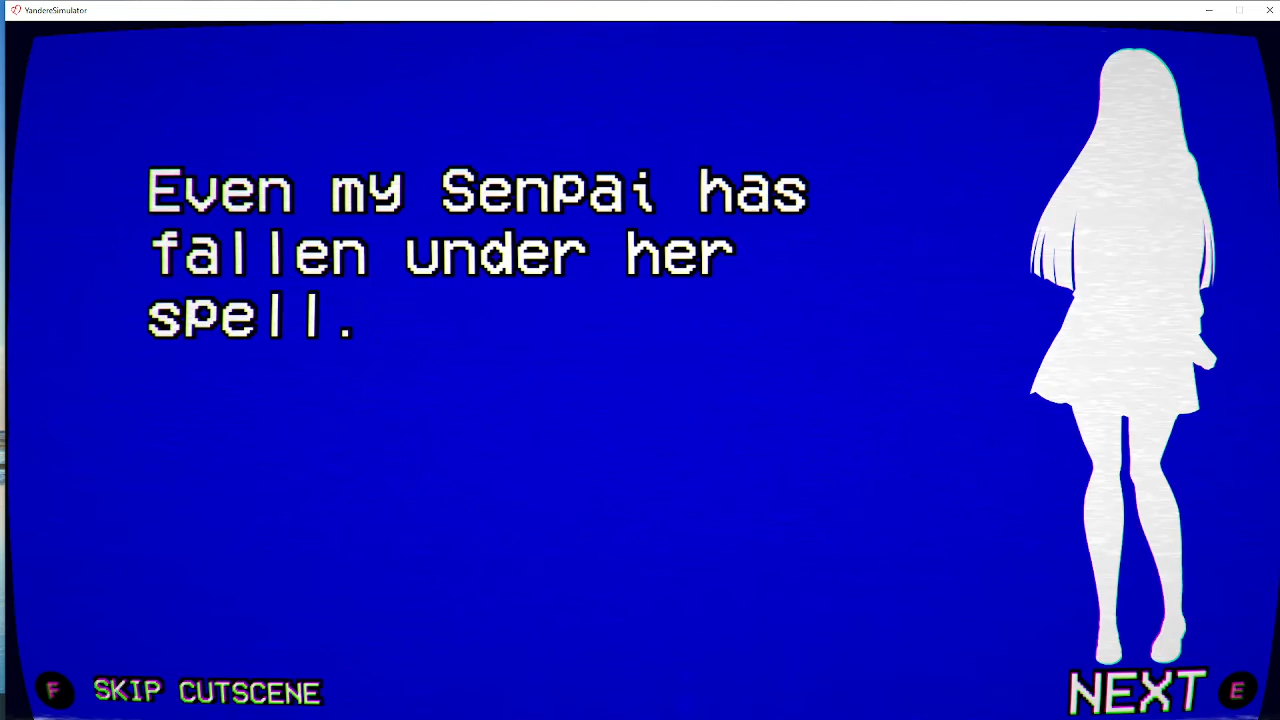 YandereSimulator
Even my Senpai has
fallen under her
spell.
F SKIP CUTSCENE
NEXT E